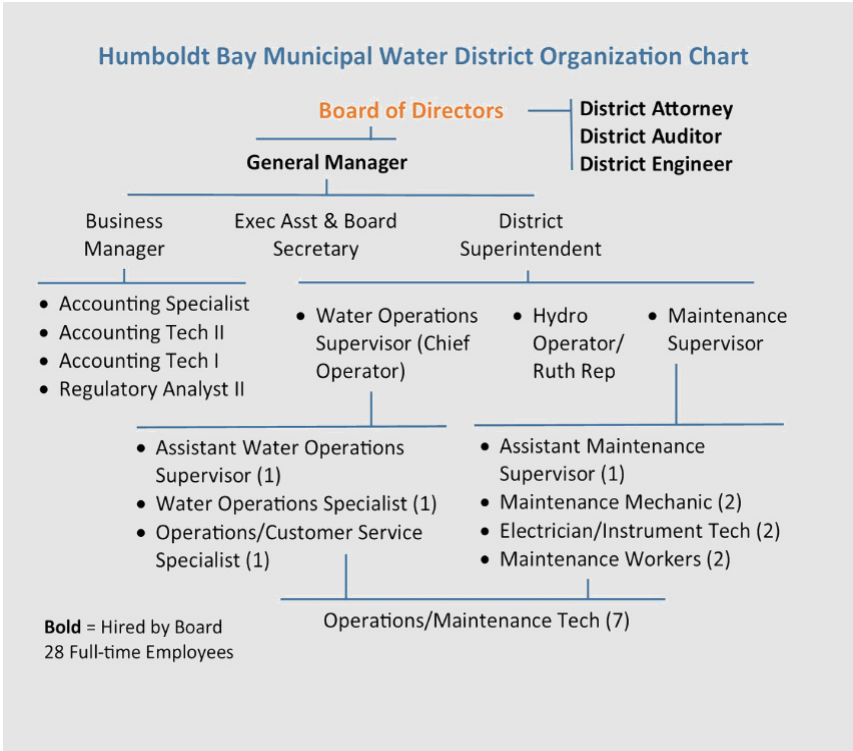 Humboldt Bay Municipal Water District Organization Chart
Board of Directors
District Attorney
District Auditor
District Engineer
General Manager
Business
Manager
Exec Asst & Board
Secretary
District
Superintendent
• Accounting Specialist
• Accounting Tech II
• Accounting Tech I
• Regulatory Analyst II
• Water Operations
Supervisor (Chief
Operator)
• Hydro
Operator/
Ruth Rep
• Maintenance
Supervisor
• Assistant Water Operations
Supervisor (1)
• Water Operations Specialist (1)
• Operations/Customer Service
Specialist (1)
• Assistant Maintenance
Supervisor (1)
• Maintenance Mechanic (2)
• Electrician/Instrument Tech (2)
• Maintenance Workers (2)
Operations/Maintenance Tech (7)
Bold = Hired by Board
28 Full-time Employees